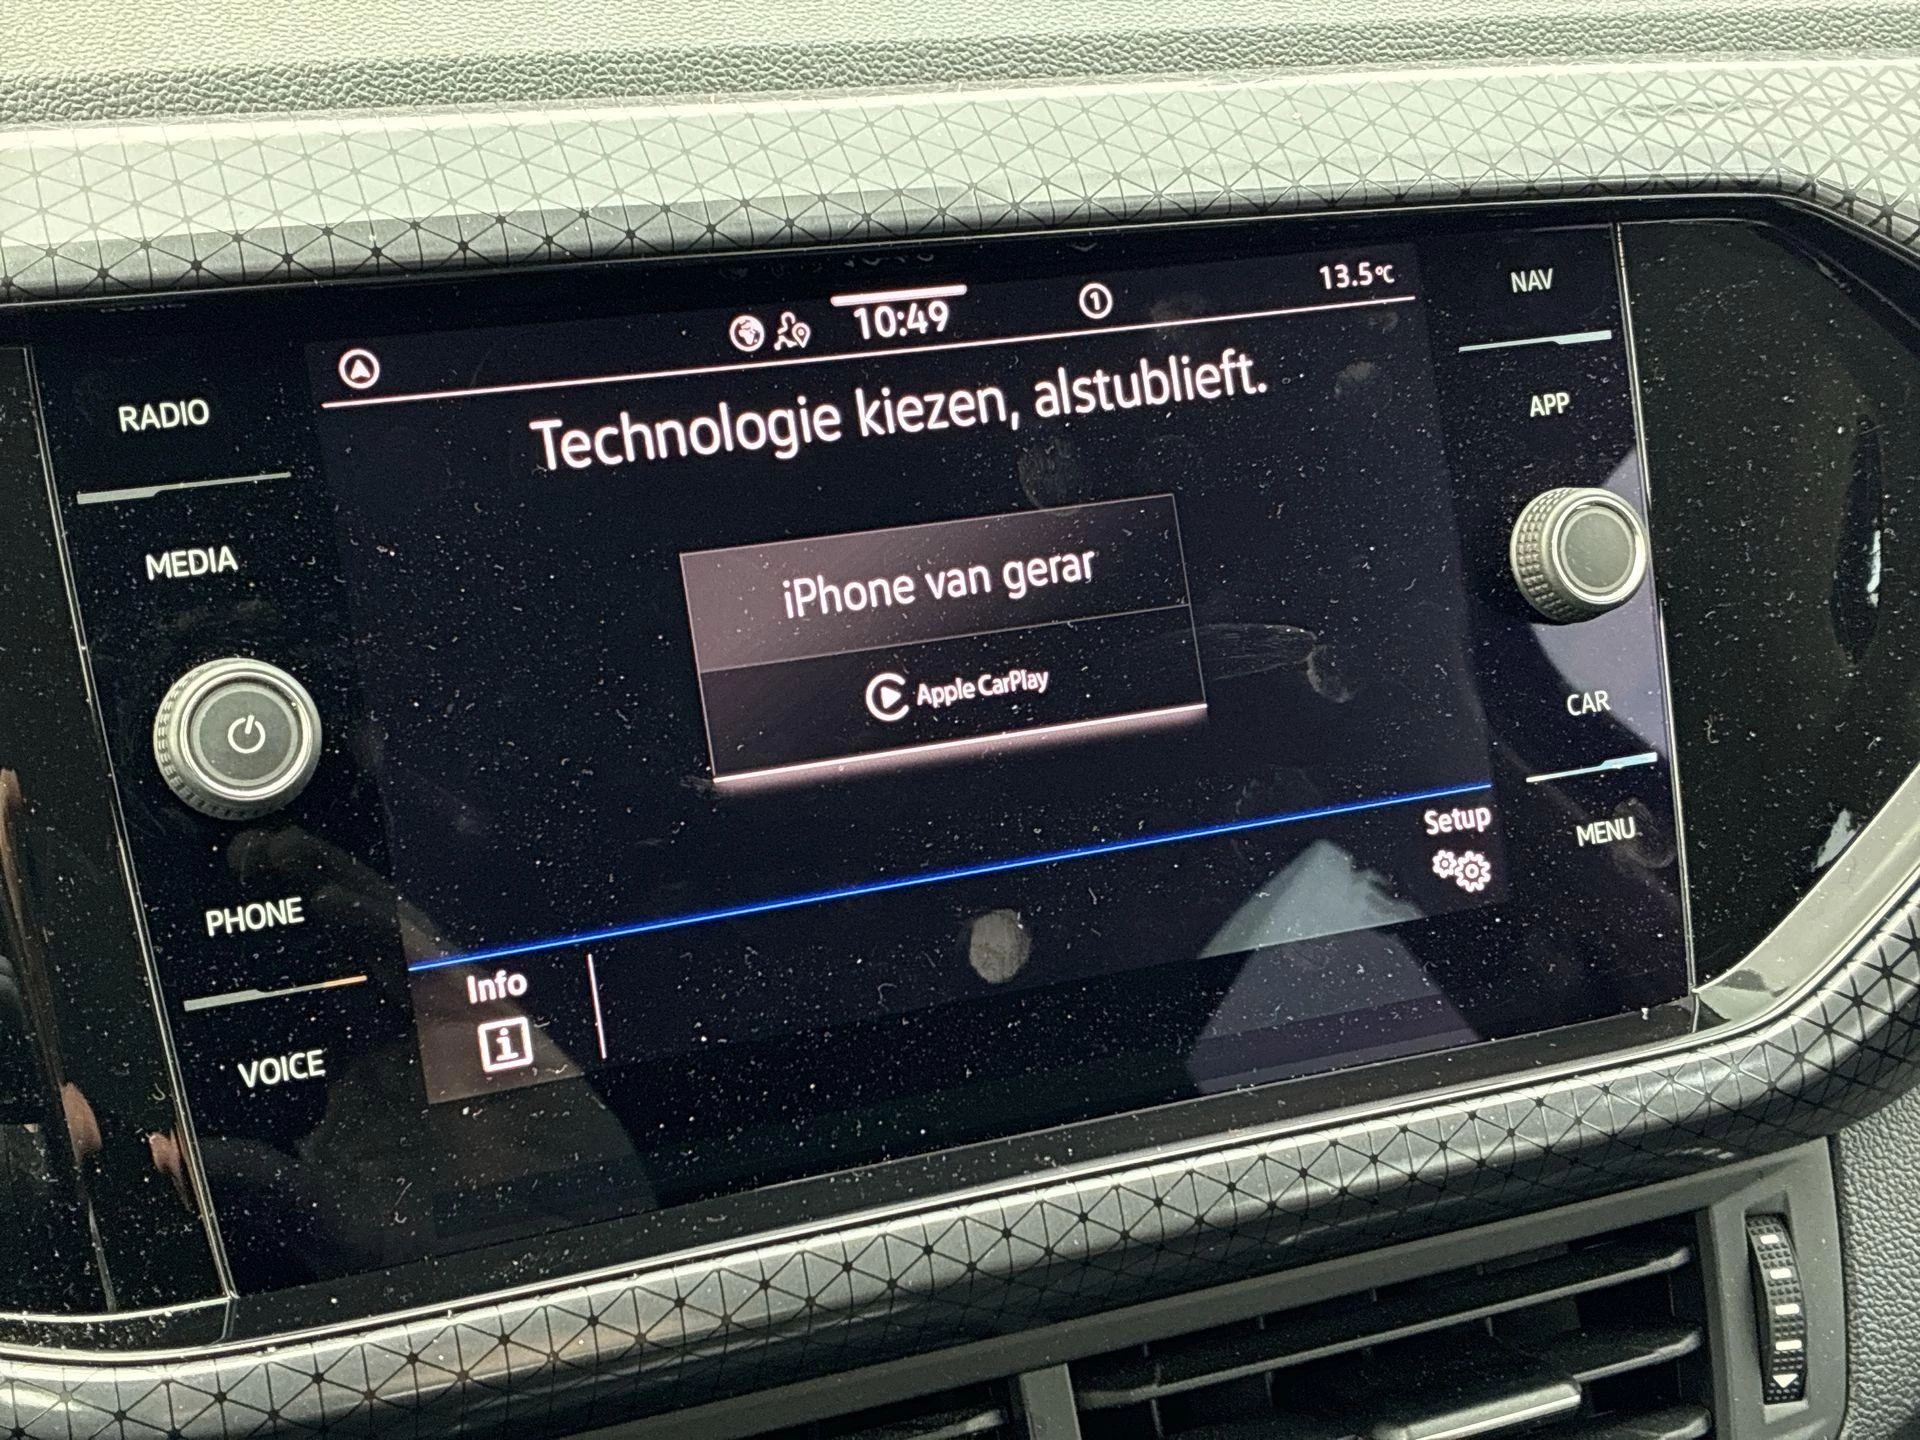 10:49
1
13.5°C
Technologie kiezen, alstublieft.
iPhone van gerar
Apple CarPlay
Setup
Info
i
RADIO
MEDIA
PHONE
VOICE
NAV
APP
CAR
MENU